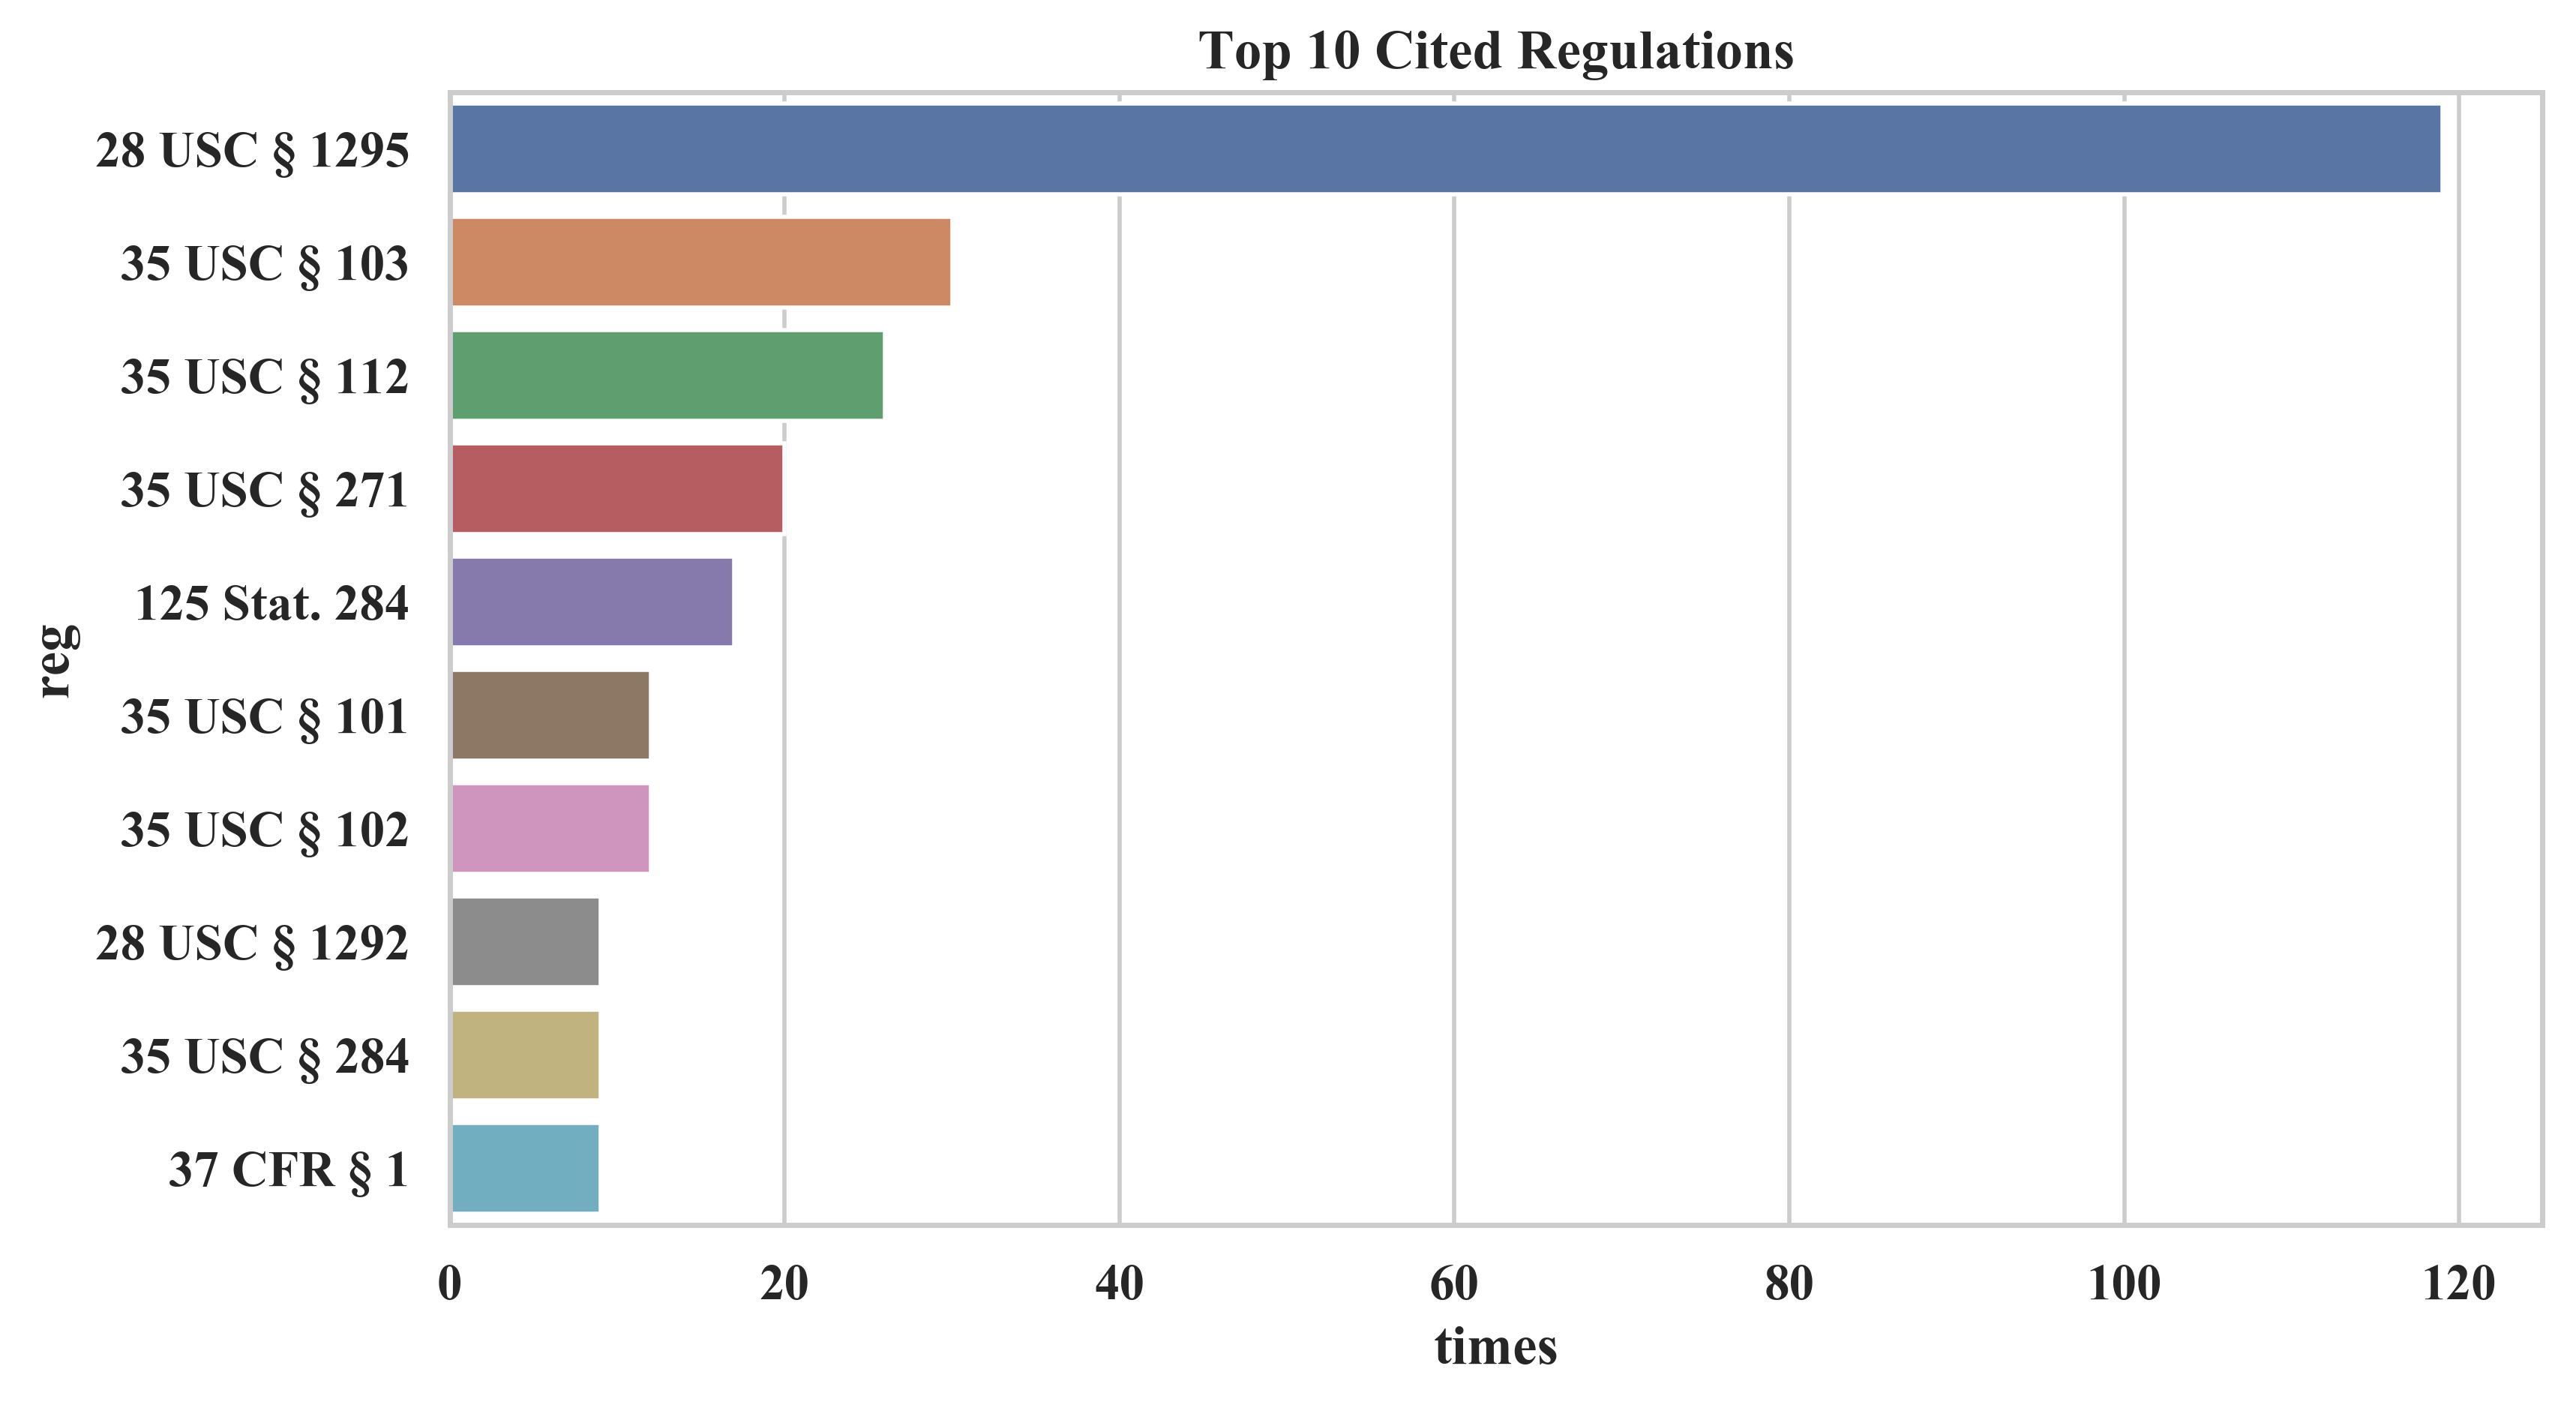 Top 10 Cited Regulations
28 USC § 1295
35 USC § 103
35 USC § 112
35 USC § 271
125 Stat. 284
35 USC § 101
35 USC § 102
28 USC § 1292
35 USC § 284
37 CFR § 1
reg
0 20 40 60 80 100 120
times